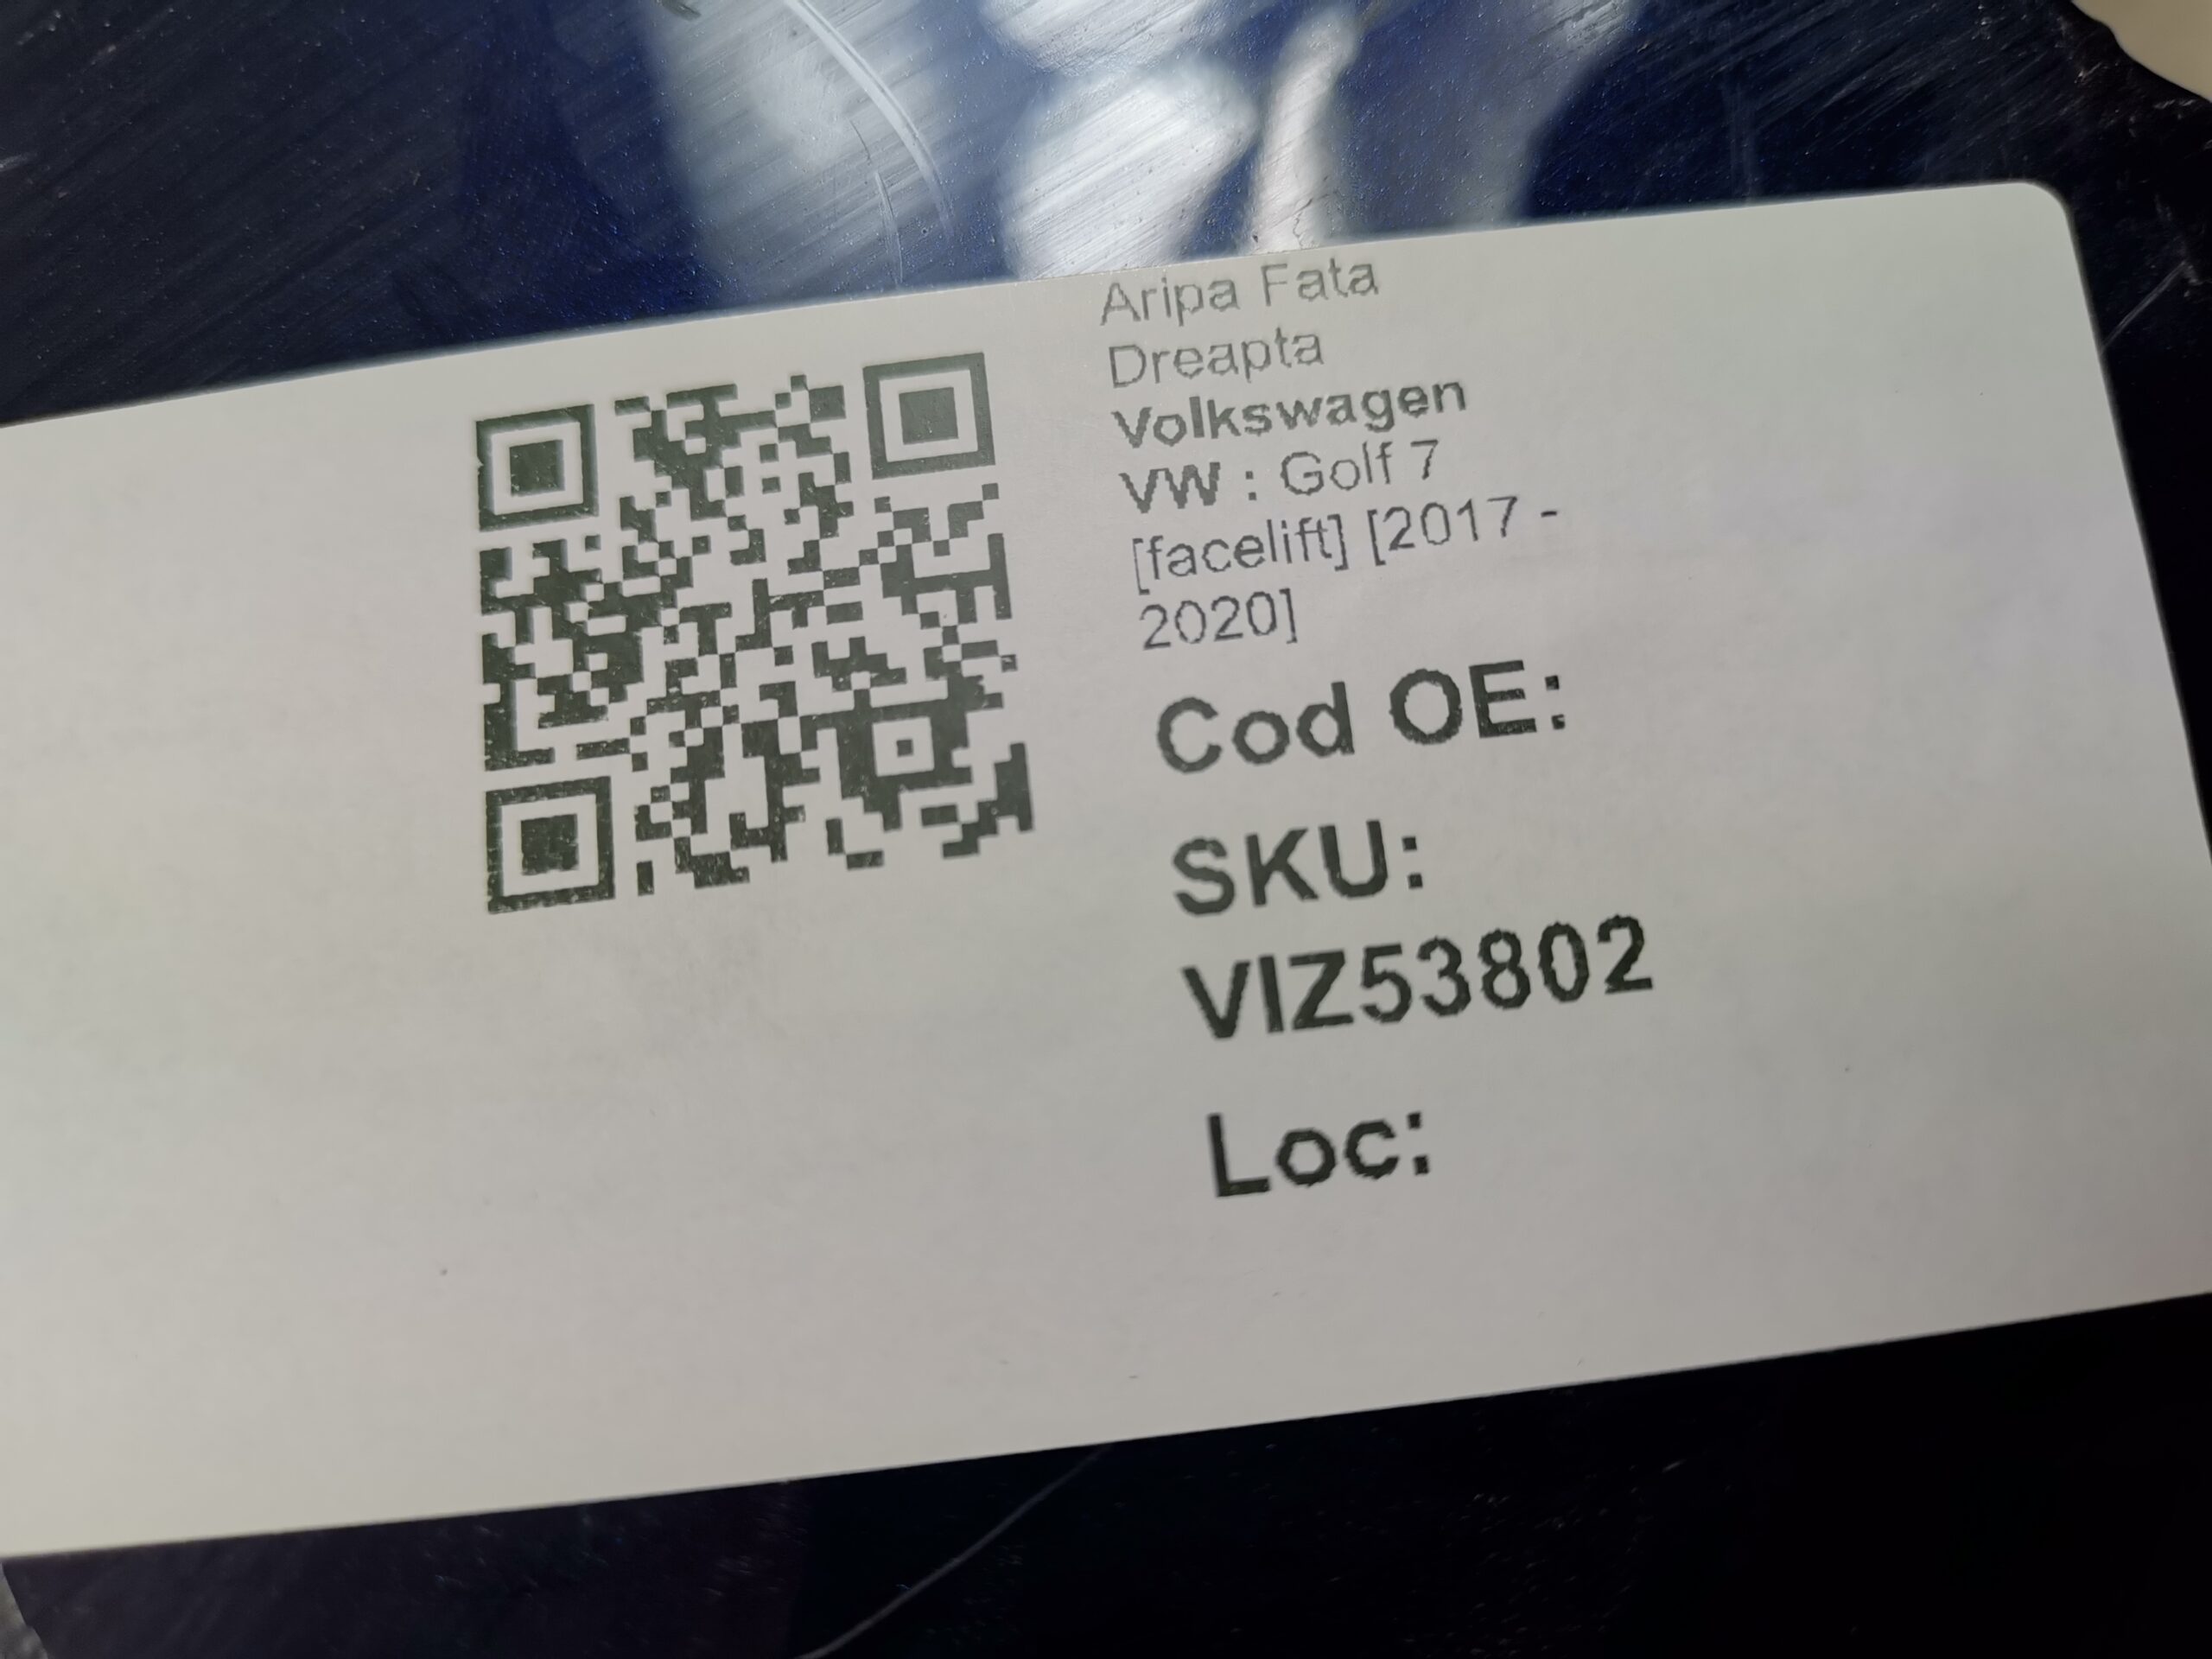 Aripa Fata
Dreapta
Volkswagen
VW : Golf 7
[facelift] [2017 -
2020]
Cod OE:
SKU:
VIZ53802
Loc: